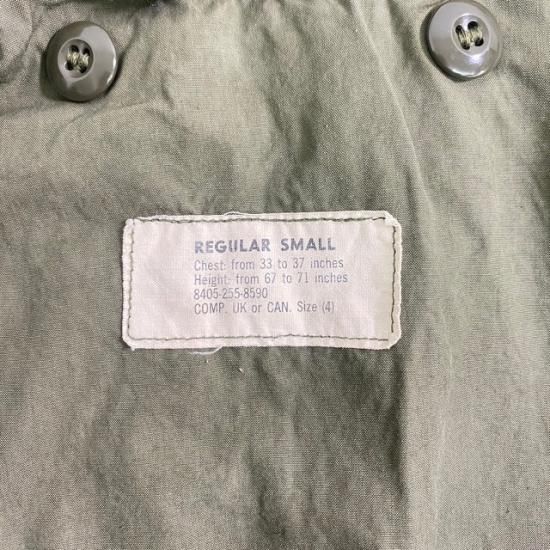 REGULAR SMALL
Chest: from 33 to 37 inches
Height: from 67 to 71 inches
8405-255-8590
COMP. UK or CAN. Size (4)